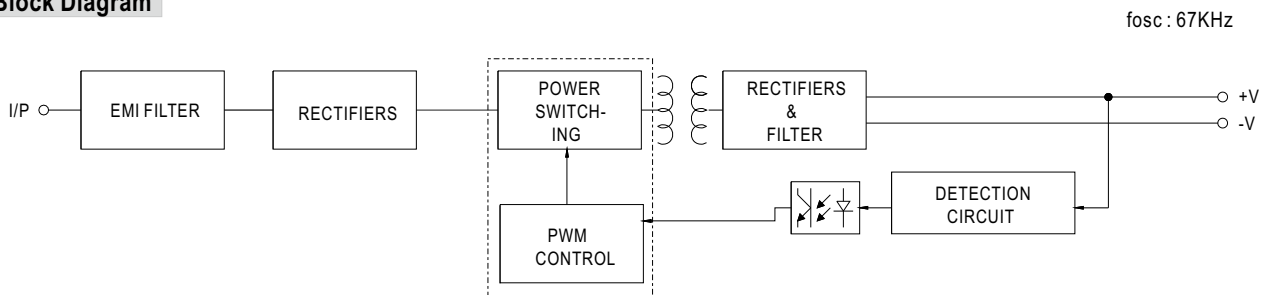 Block Diagram
fosc : 67KHz
I/P
EMI FILTER
RECTIFIERS
POWER
SWITCH-
ING
RECTIFIERS
&
FILTER
+V
-V
DETECTION
CIRCUIT
PWM
CONTROL